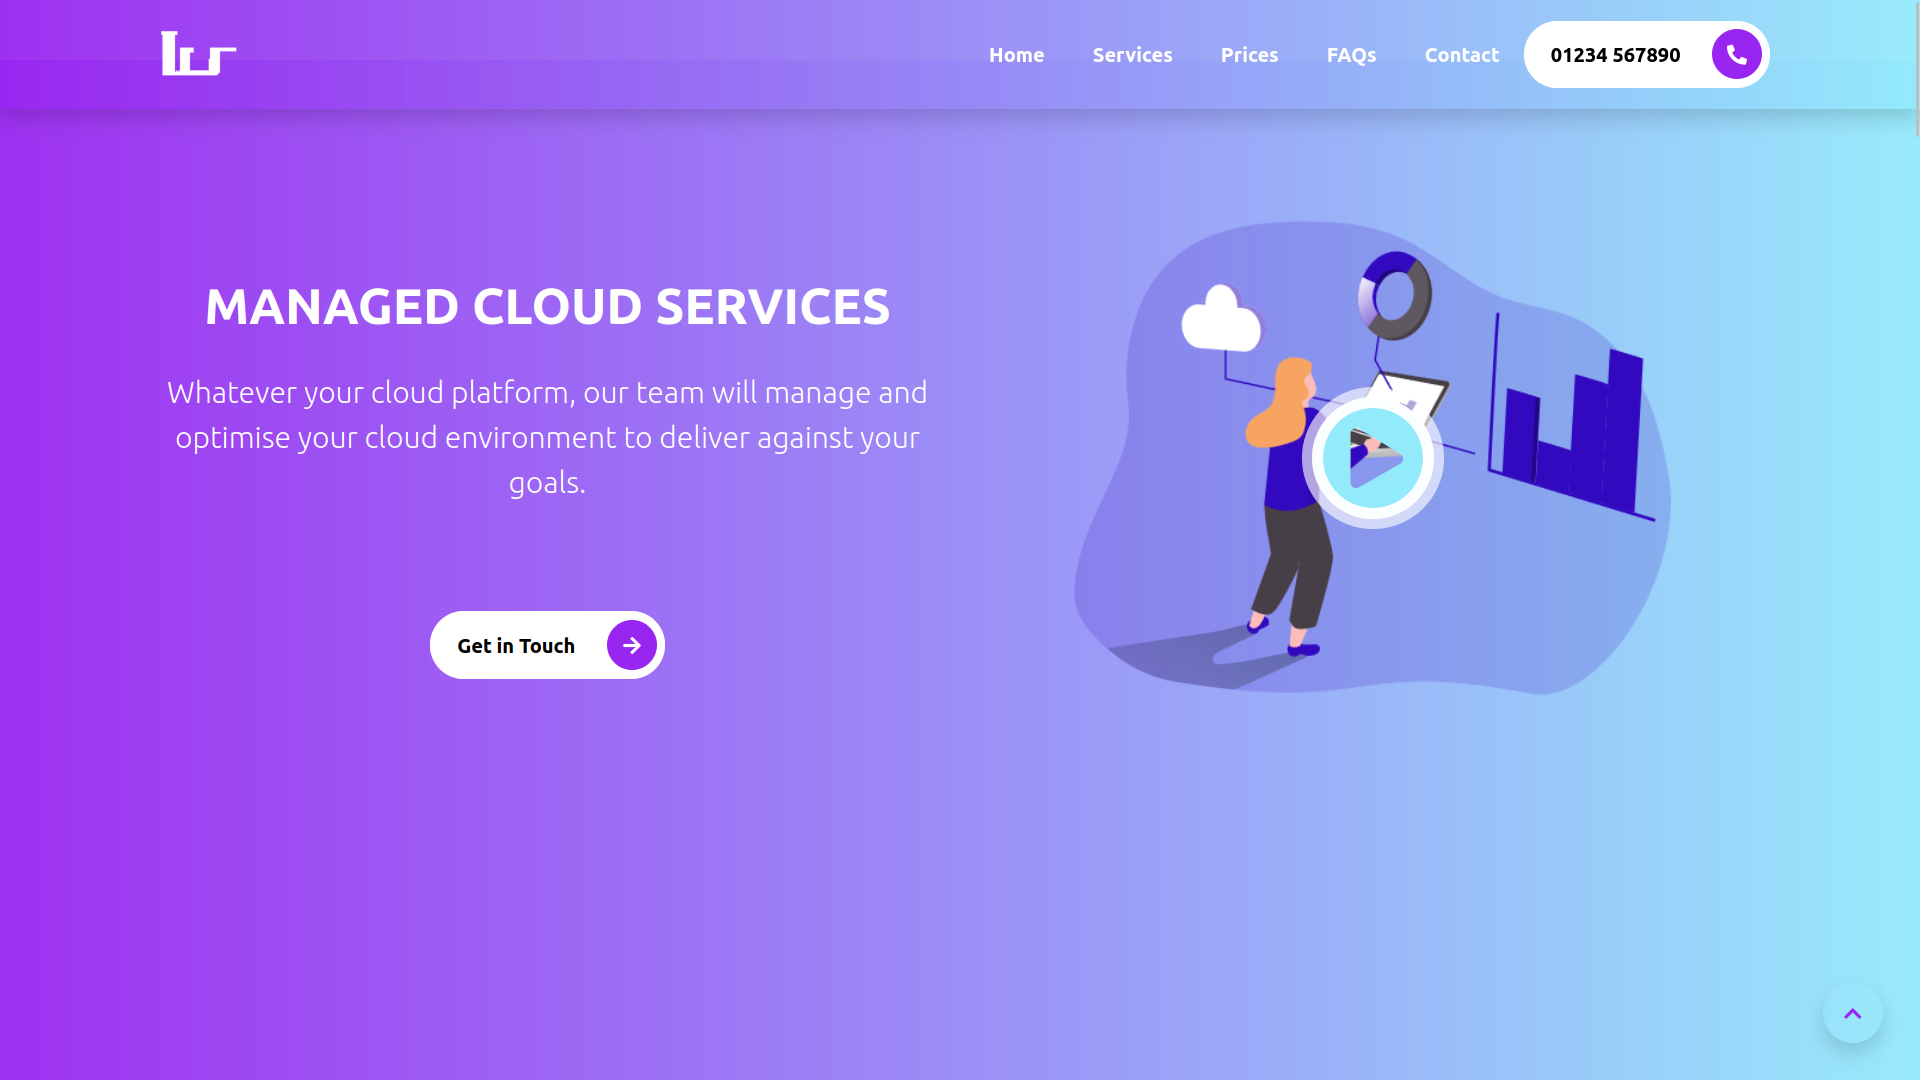 Home Services Prices FAQs Contact 01234 567890
MANAGED CLOUD SERVICES
Whatever your cloud platform, our team will manage and
optimise your cloud environment to deliver against your
goals.
Get in Touch